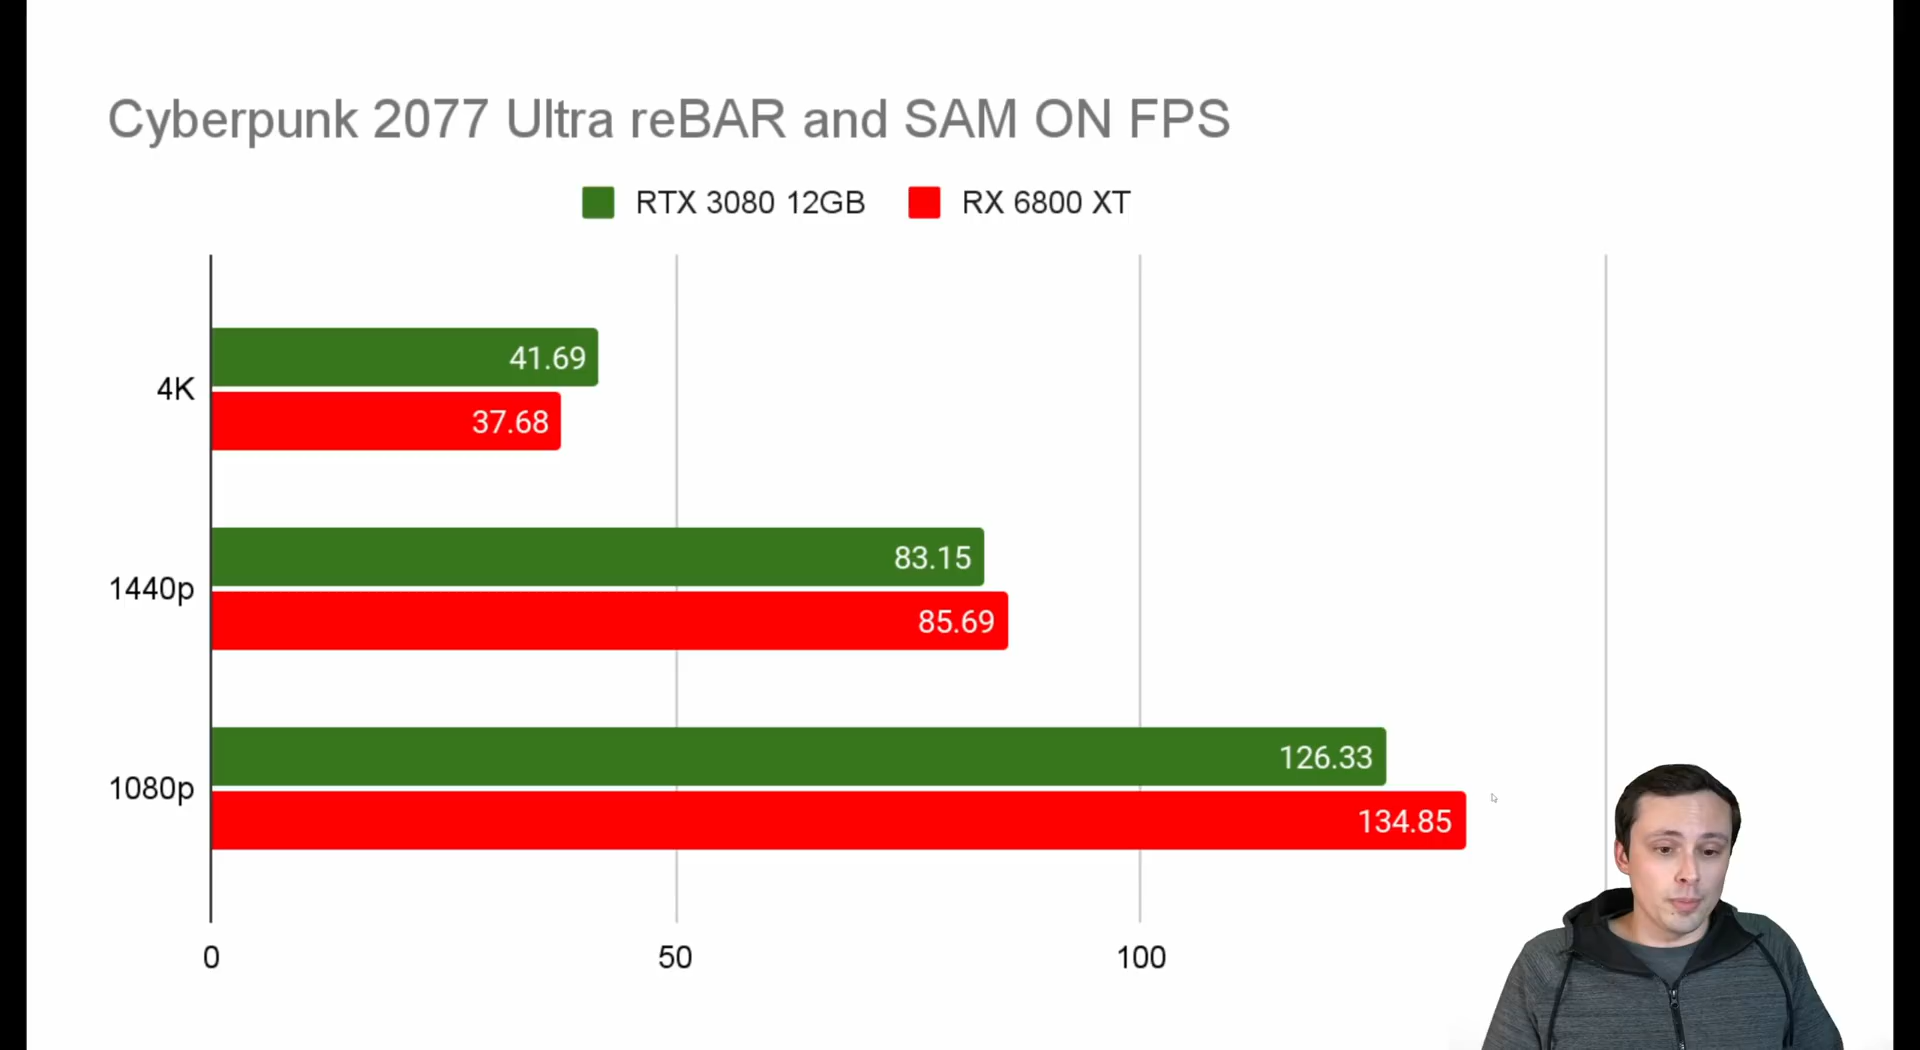 Cyberpunk 2077 Ultra reBAR and SAM ON FPS
RTX 3080 12GB RX 6800 XT
4K
41.69
37.68
1440p
83.15
85.69
1080p
126.33
134.85
0 50 100